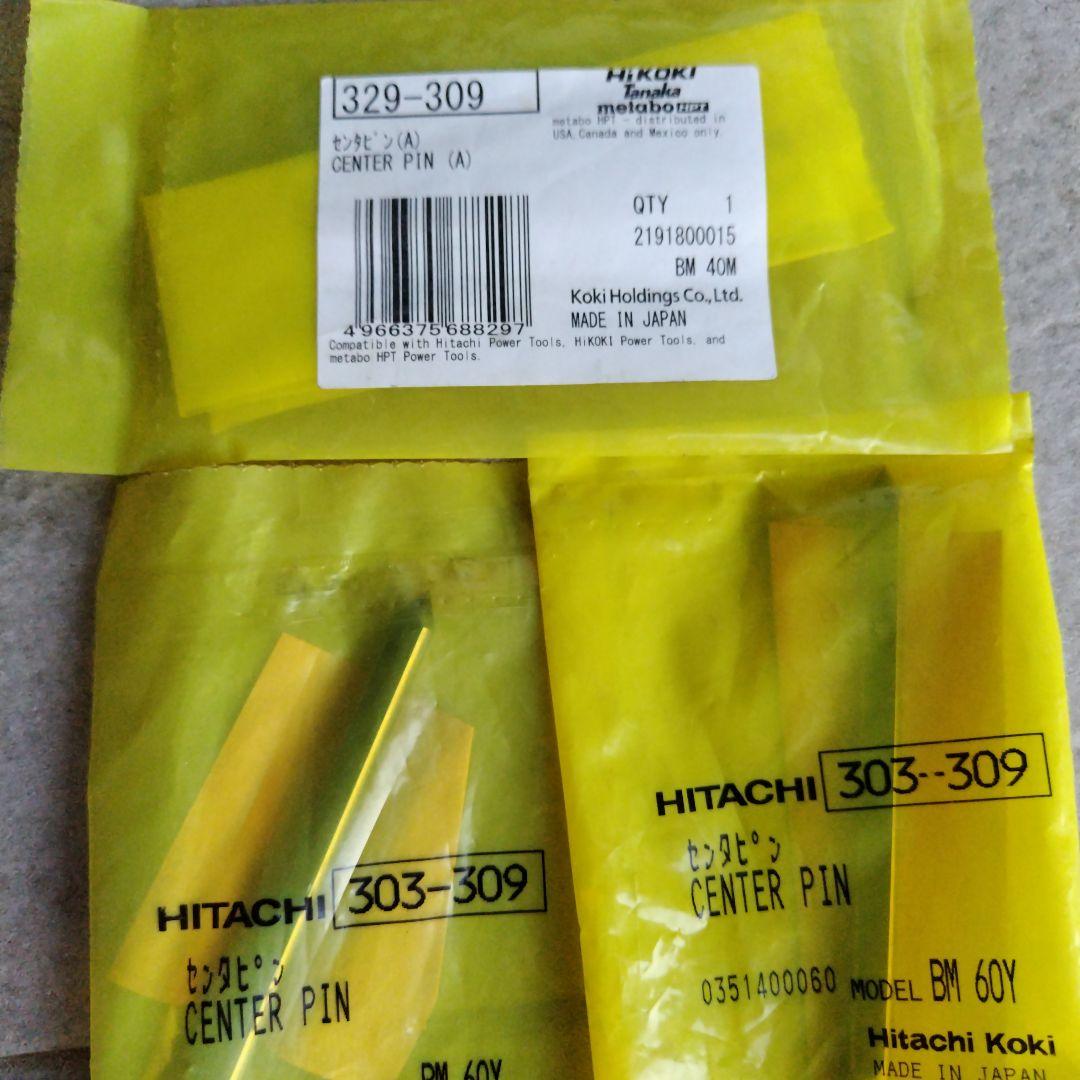 329-309
HiKOKI
Tanaka
metabo HPT
metabo HPT - distributed in
USA, Canada and Mexico only.
センタピン(A)
CENTER PIN (A)
QTY 1
2191800015
BM 40M
Koki Holdings Co.,Ltd.
MADE IN JAPAN
4966375688297
Compatible with Hitachi Power Tools, HiKOKI Power Tools, and
metabo HPT Power Tools.
HITACHI 303-309
センタピン
CENTER PIN
BM 60Y
HITACHI 303--309
センタピン
CENTER PIN
0351400060 MODEL BM 60Y
Hitachi Koki
MADE IN JAPAN